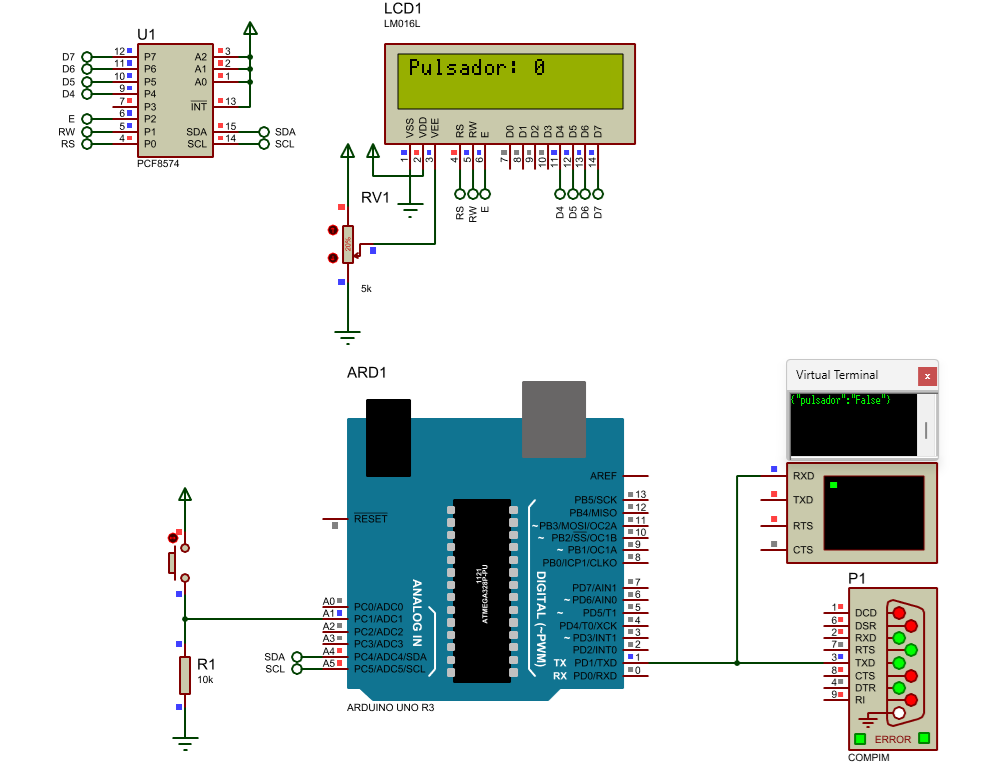 LCD1
LM016L
Pulsador: 0
VSS VDD VEE RS RW E D0 D1 D2 D3 D4 D5 D6 D7
1 2 3 4 5 6 7 8 9 10 11 12 13 14
RS RW E D4 D5 D6 D7
U1
D7 12 P7 A2 3
D6 11 P6 A1 2
D5 10 P5 A0 1
D4 9 P4
7 P3 INT 13
E 6 P2
RW 5 P1 SDA 15 SDA
RS 4 P0 SCL 14 SCL
PCF8574
RV1
20%
5k
ARD1
ARDUINO UNO R3
RESET
AREF
PB5/SCK 13
PB4/MISO 12
~ PB3/MOSI/OC2A 11
~ PB2/SS/OC1B 10
~ PB1/OC1A 9
PB0/ICP1/CLKO 8
PD7/AIN1 7
~ PD6/AIN0 6
~ PD5/T1 5
PD4/T0/XCK 4
~ PD3/INT1 3
PD2/INT0 2
TX PD1/TXD 1
RX PD0/RXD 0
DIGITAL (~PWM)
ATMEGA328P-PU
1121
ANALOG IN
A0 PC0/ADC0
A1 PC1/ADC1
A2 PC2/ADC2
A3 PC3/ADC3
SDA A4 PC4/ADC4/SDA
SCL A5 PC5/ADC5/SCL
R1
10k
Virtual Terminal x
{"pulsador":"False"}
RXD
TXD
RTS
CTS
P1
1 DCD
6 DSR
2 RXD
7 RTS
3 TXD
8 CTS
4 DTR
9 RI
ERROR
COMPIM